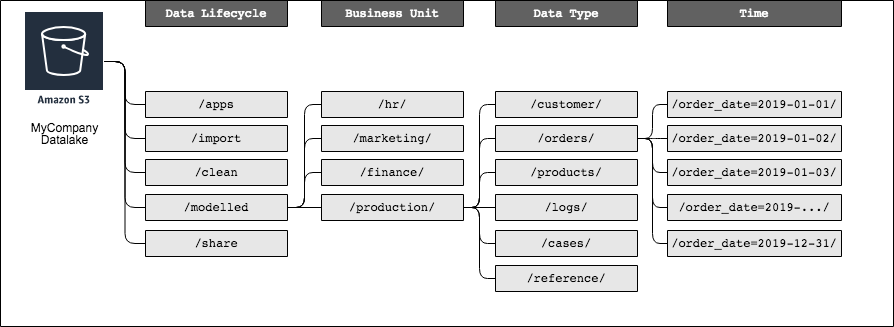 Data Lifecycle
Business Unit
Data Type
Time
Amazon S3
MyCompany
Datalake
/apps
/import
/clean
/modelled
/share
/hr/
/marketing/
/finance/
/production/
/customer/
/orders/
/products/
/logs/
/cases/
/reference/
/order_date=2019-01-01/
/order_date=2019-01-02/
/order_date=2019-01-03/
/order_date=2019-.../
/order_date=2019-12-31/